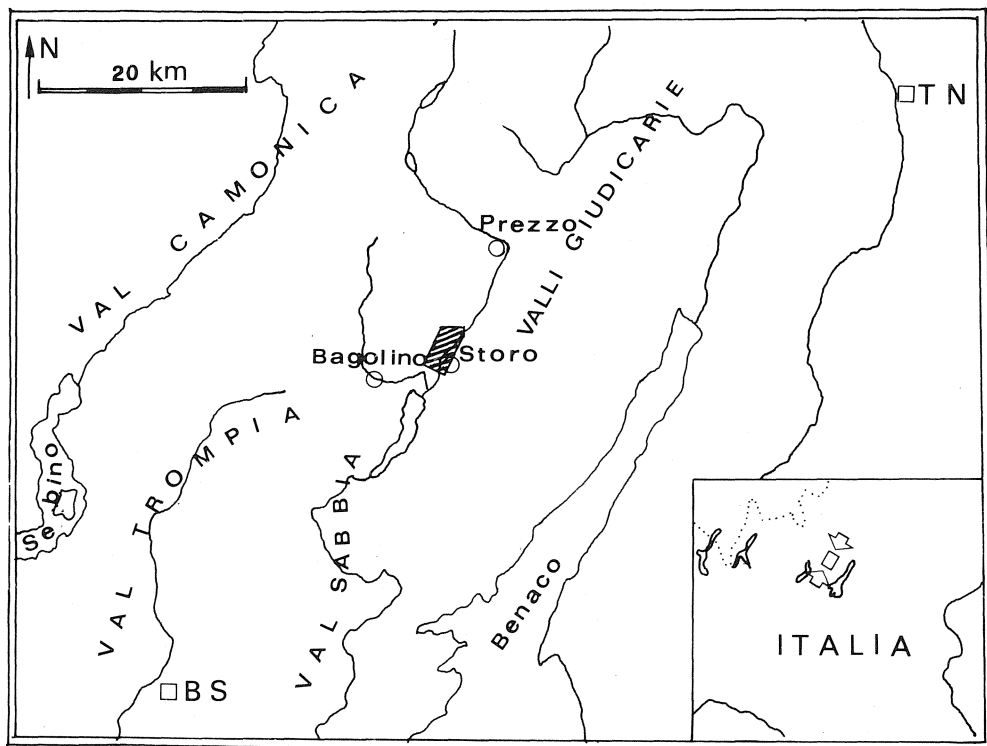 N
20 km
TN
VAL CAMONICA
VALLI GIUDICARIE
Prezzo
Bagolino
Storo
VAL TROMPIA
Sebino
VAL SABBIA
Benaco
BS
ITALIA